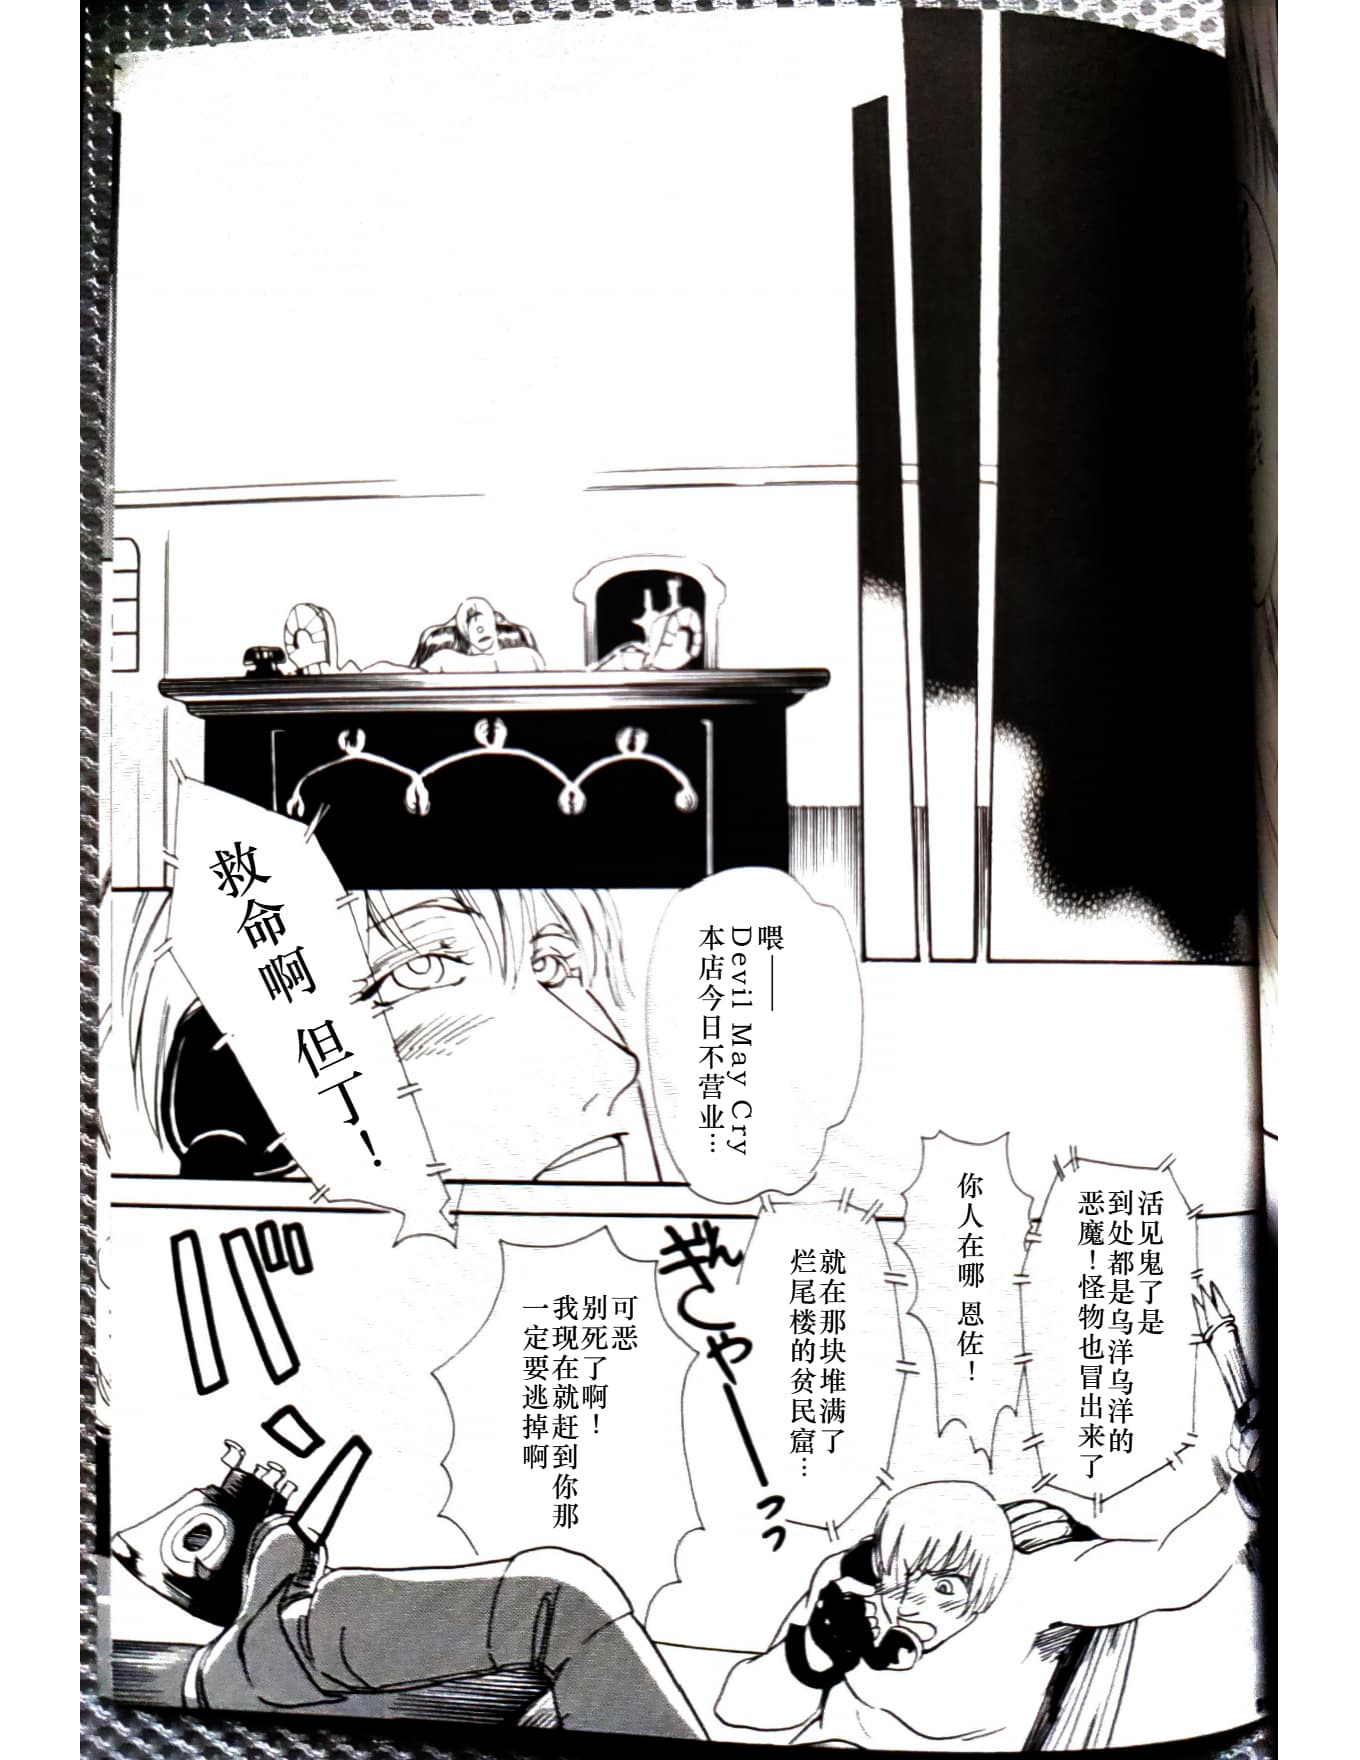 喂——
Devil May Cry
本店今日不营业…
救命啊 但丁！
活见鬼了是
到处都是乌洋乌洋的
恶魔！怪物也冒出来了
你人在哪 恩佐！
就在那块堆满了
烂尾楼的贫民窟…
ぎんぎゃーーっっ
可恶
别死了啊！
我现在就赶到你那
一定要逃掉啊